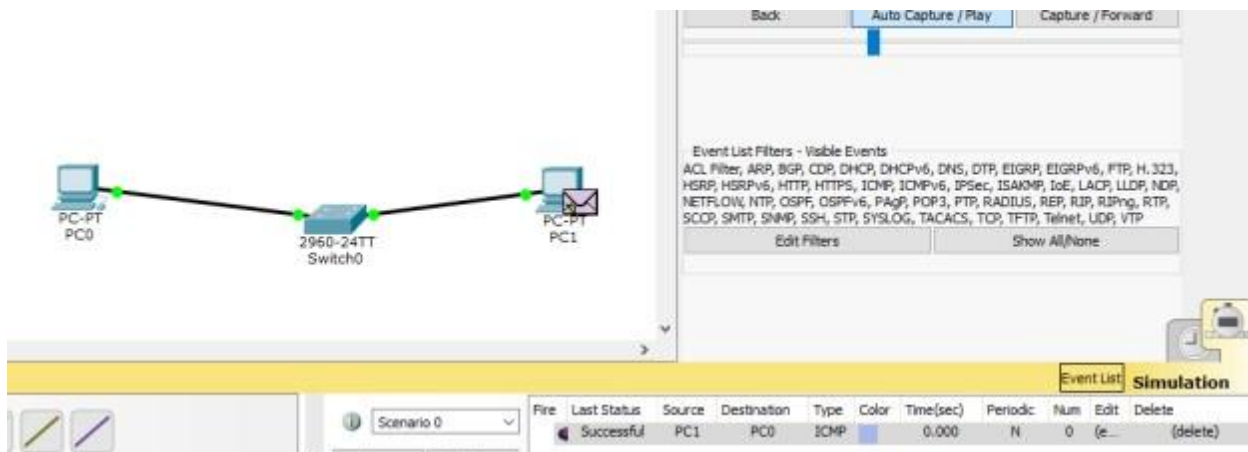 Back Auto Capture / Play Capture / Forward
Event List Filters - Visible Events
ACL Filter, ARP, BGP, CDP, DHCP, DHCPv6, DNS, DTP, EIGRP, EIGRPv6, FTP, H.323,
HSRP, HSRPv6, HTTP, HTTPS, ICMP, ICMPv6, IPSec, ISAKMP, IoE, LACP, LLDP, NDP,
NETFLOW, NTP, OSPF, OSPFv6, PAgP, POP3, PTP, RADIUS, REP, RIP, RIPng, RTP,
SCCP, SMTP, SNMP, SSH, STP, SYSLOG, TACACS, TCP, TFTP, Telnet, UDP, VTP
Edit Filters Show All/None
PC-PT
PC0
2960-24TT
Switch0
PC-PT
PC1
Event List Simulation
Scenario 0
Fire Last Status Source Destination Type Color Time(sec) Periodic Num Edit Delete
Successful PC1 PC0 ICMP 0.000 N 0 (e... (delete)